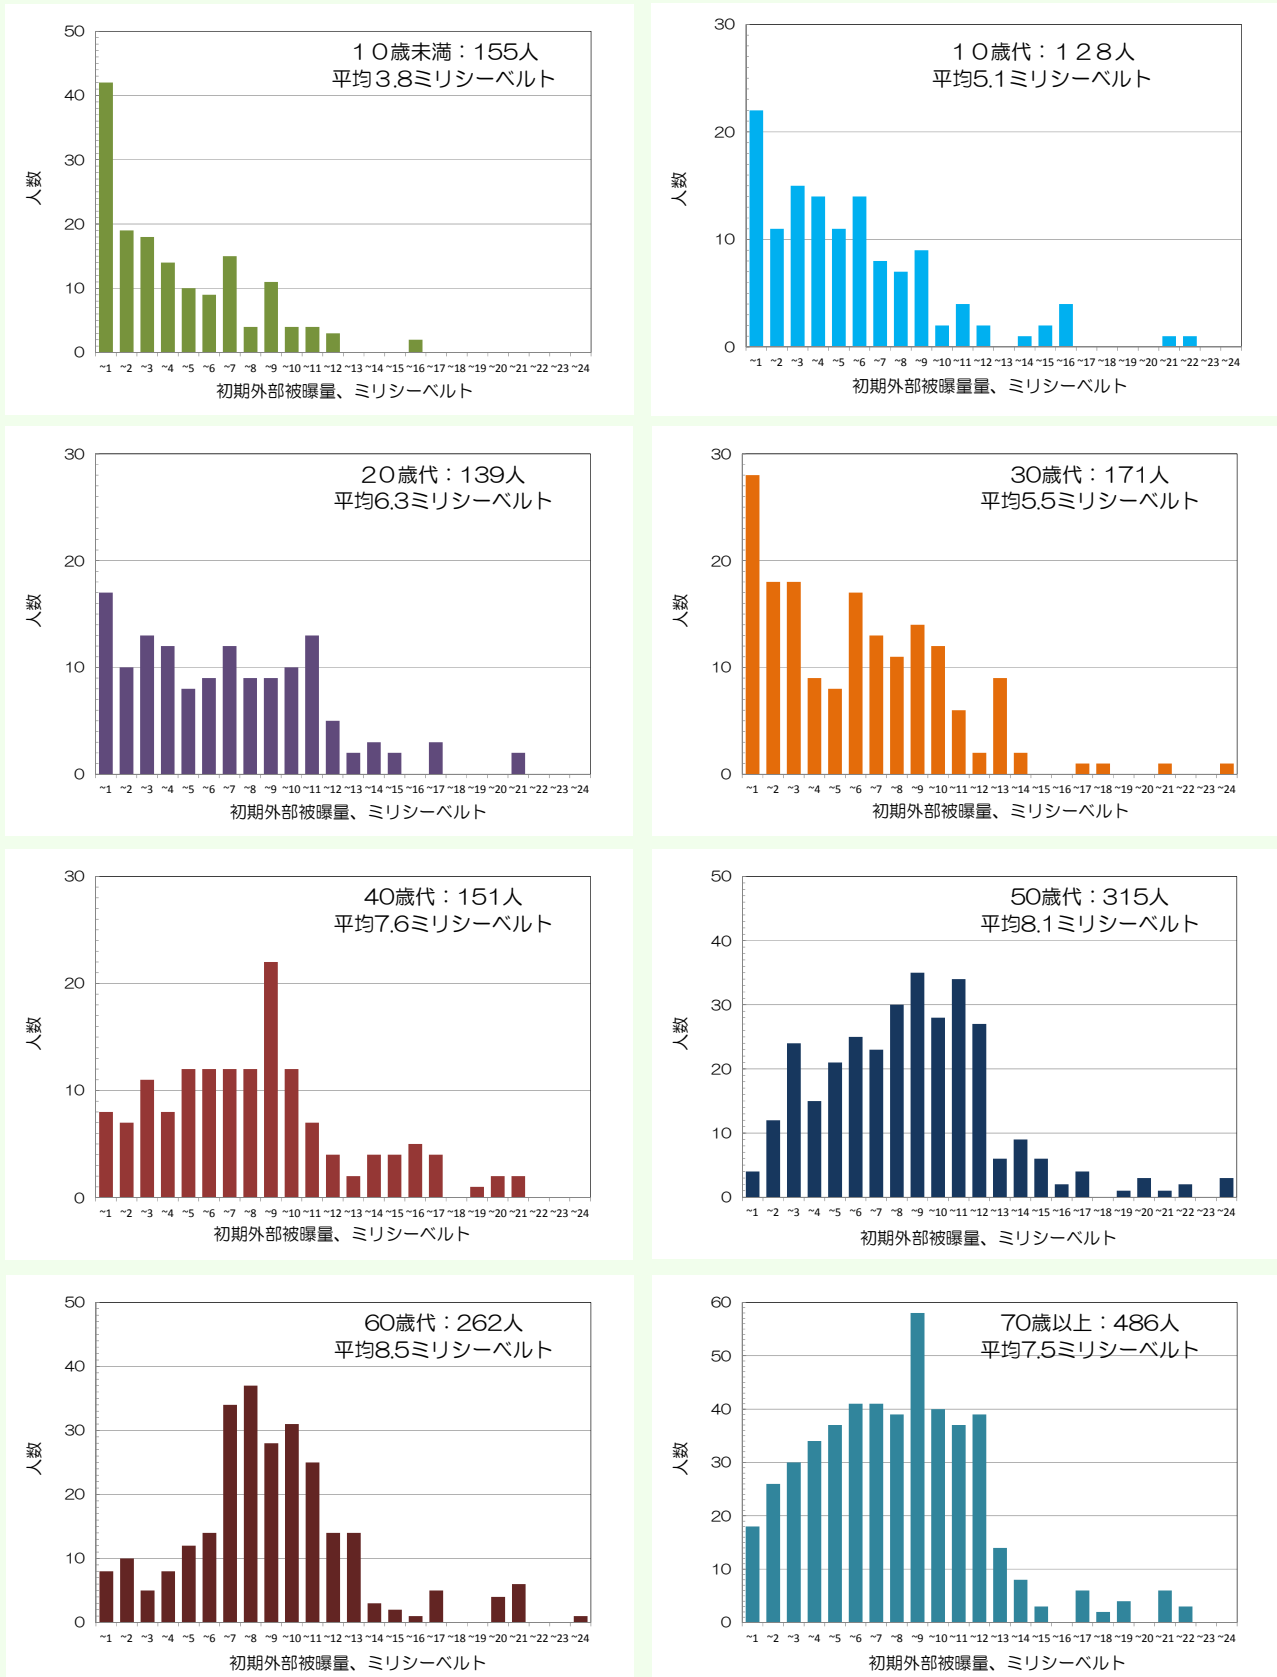 10歳未満：155人
平均3.8ミリシーベルト
50
40
30
20
10
0
人数
~1 ~2 ~3 ~4 ~5 ~6 ~7 ~8 ~9 ~10 ~11 ~12 ~13 ~14 ~15 ~16 ~17 ~18 ~19 ~20 ~21 ~22 ~23 ~24
初期外部被曝量、ミリシーベルト
10歳代：128人
平均5.1ミリシーベルト
30
20
10
0
人数
~1 ~2 ~3 ~4 ~5 ~6 ~7 ~8 ~9 ~10 ~11 ~12 ~13 ~14 ~15 ~16 ~17 ~18 ~19 ~20 ~21 ~22 ~23 ~24
初期外部被曝量量、ミリシーベルト
20歳代：139人
平均6.3ミリシーベルト
30
20
10
0
人数
~1 ~2 ~3 ~4 ~5 ~6 ~7 ~8 ~9 ~10 ~11 ~12 ~13 ~14 ~15 ~16 ~17 ~18 ~19 ~20 ~21 ~22 ~23 ~24
初期外部被曝量、ミリシーベルト
30歳代：171人
平均5.5ミリシーベルト
30
20
10
0
人数
~1 ~2 ~3 ~4 ~5 ~6 ~7 ~8 ~9 ~10 ~11 ~12 ~13 ~14 ~15 ~16 ~17 ~18 ~19 ~20 ~21 ~22 ~23 ~24
初期外部被曝量、ミリシーベルト
40歳代：151人
平均7.6ミリシーベルト
30
20
10
0
人数
~1 ~2 ~3 ~4 ~5 ~6 ~7 ~8 ~9 ~10 ~11 ~12 ~13 ~14 ~15 ~16 ~17 ~18 ~19 ~20 ~21 ~22 ~23 ~24
初期外部被曝量、ミリシーベルト
50歳代：315人
平均8.1ミリシーベルト
50
40
30
20
10
0
人数
~1 ~2 ~3 ~4 ~5 ~6 ~7 ~8 ~9 ~10 ~11 ~12 ~13 ~14 ~15 ~16 ~17 ~18 ~19 ~20 ~21 ~22 ~23 ~24
初期外部被曝量、ミリシーベルト
60歳代：262人
平均8.5ミリシーベルト
50
40
30
20
10
0
人数
~1 ~2 ~3 ~4 ~5 ~6 ~7 ~8 ~9 ~10 ~11 ~12 ~13 ~14 ~15 ~16 ~17 ~18 ~19 ~20 ~21 ~22 ~23 ~24
初期外部被曝量、ミリシーベルト
70歳以上：486人
平均7.5ミリシーベルト
60
50
40
30
20
10
0
人数
~1 ~2 ~3 ~4 ~5 ~6 ~7 ~8 ~9 ~10 ~11 ~12 ~13 ~14 ~15 ~16 ~17 ~18 ~19 ~20 ~21 ~22 ~23 ~24
初期外部被曝量、ミリシーベルト